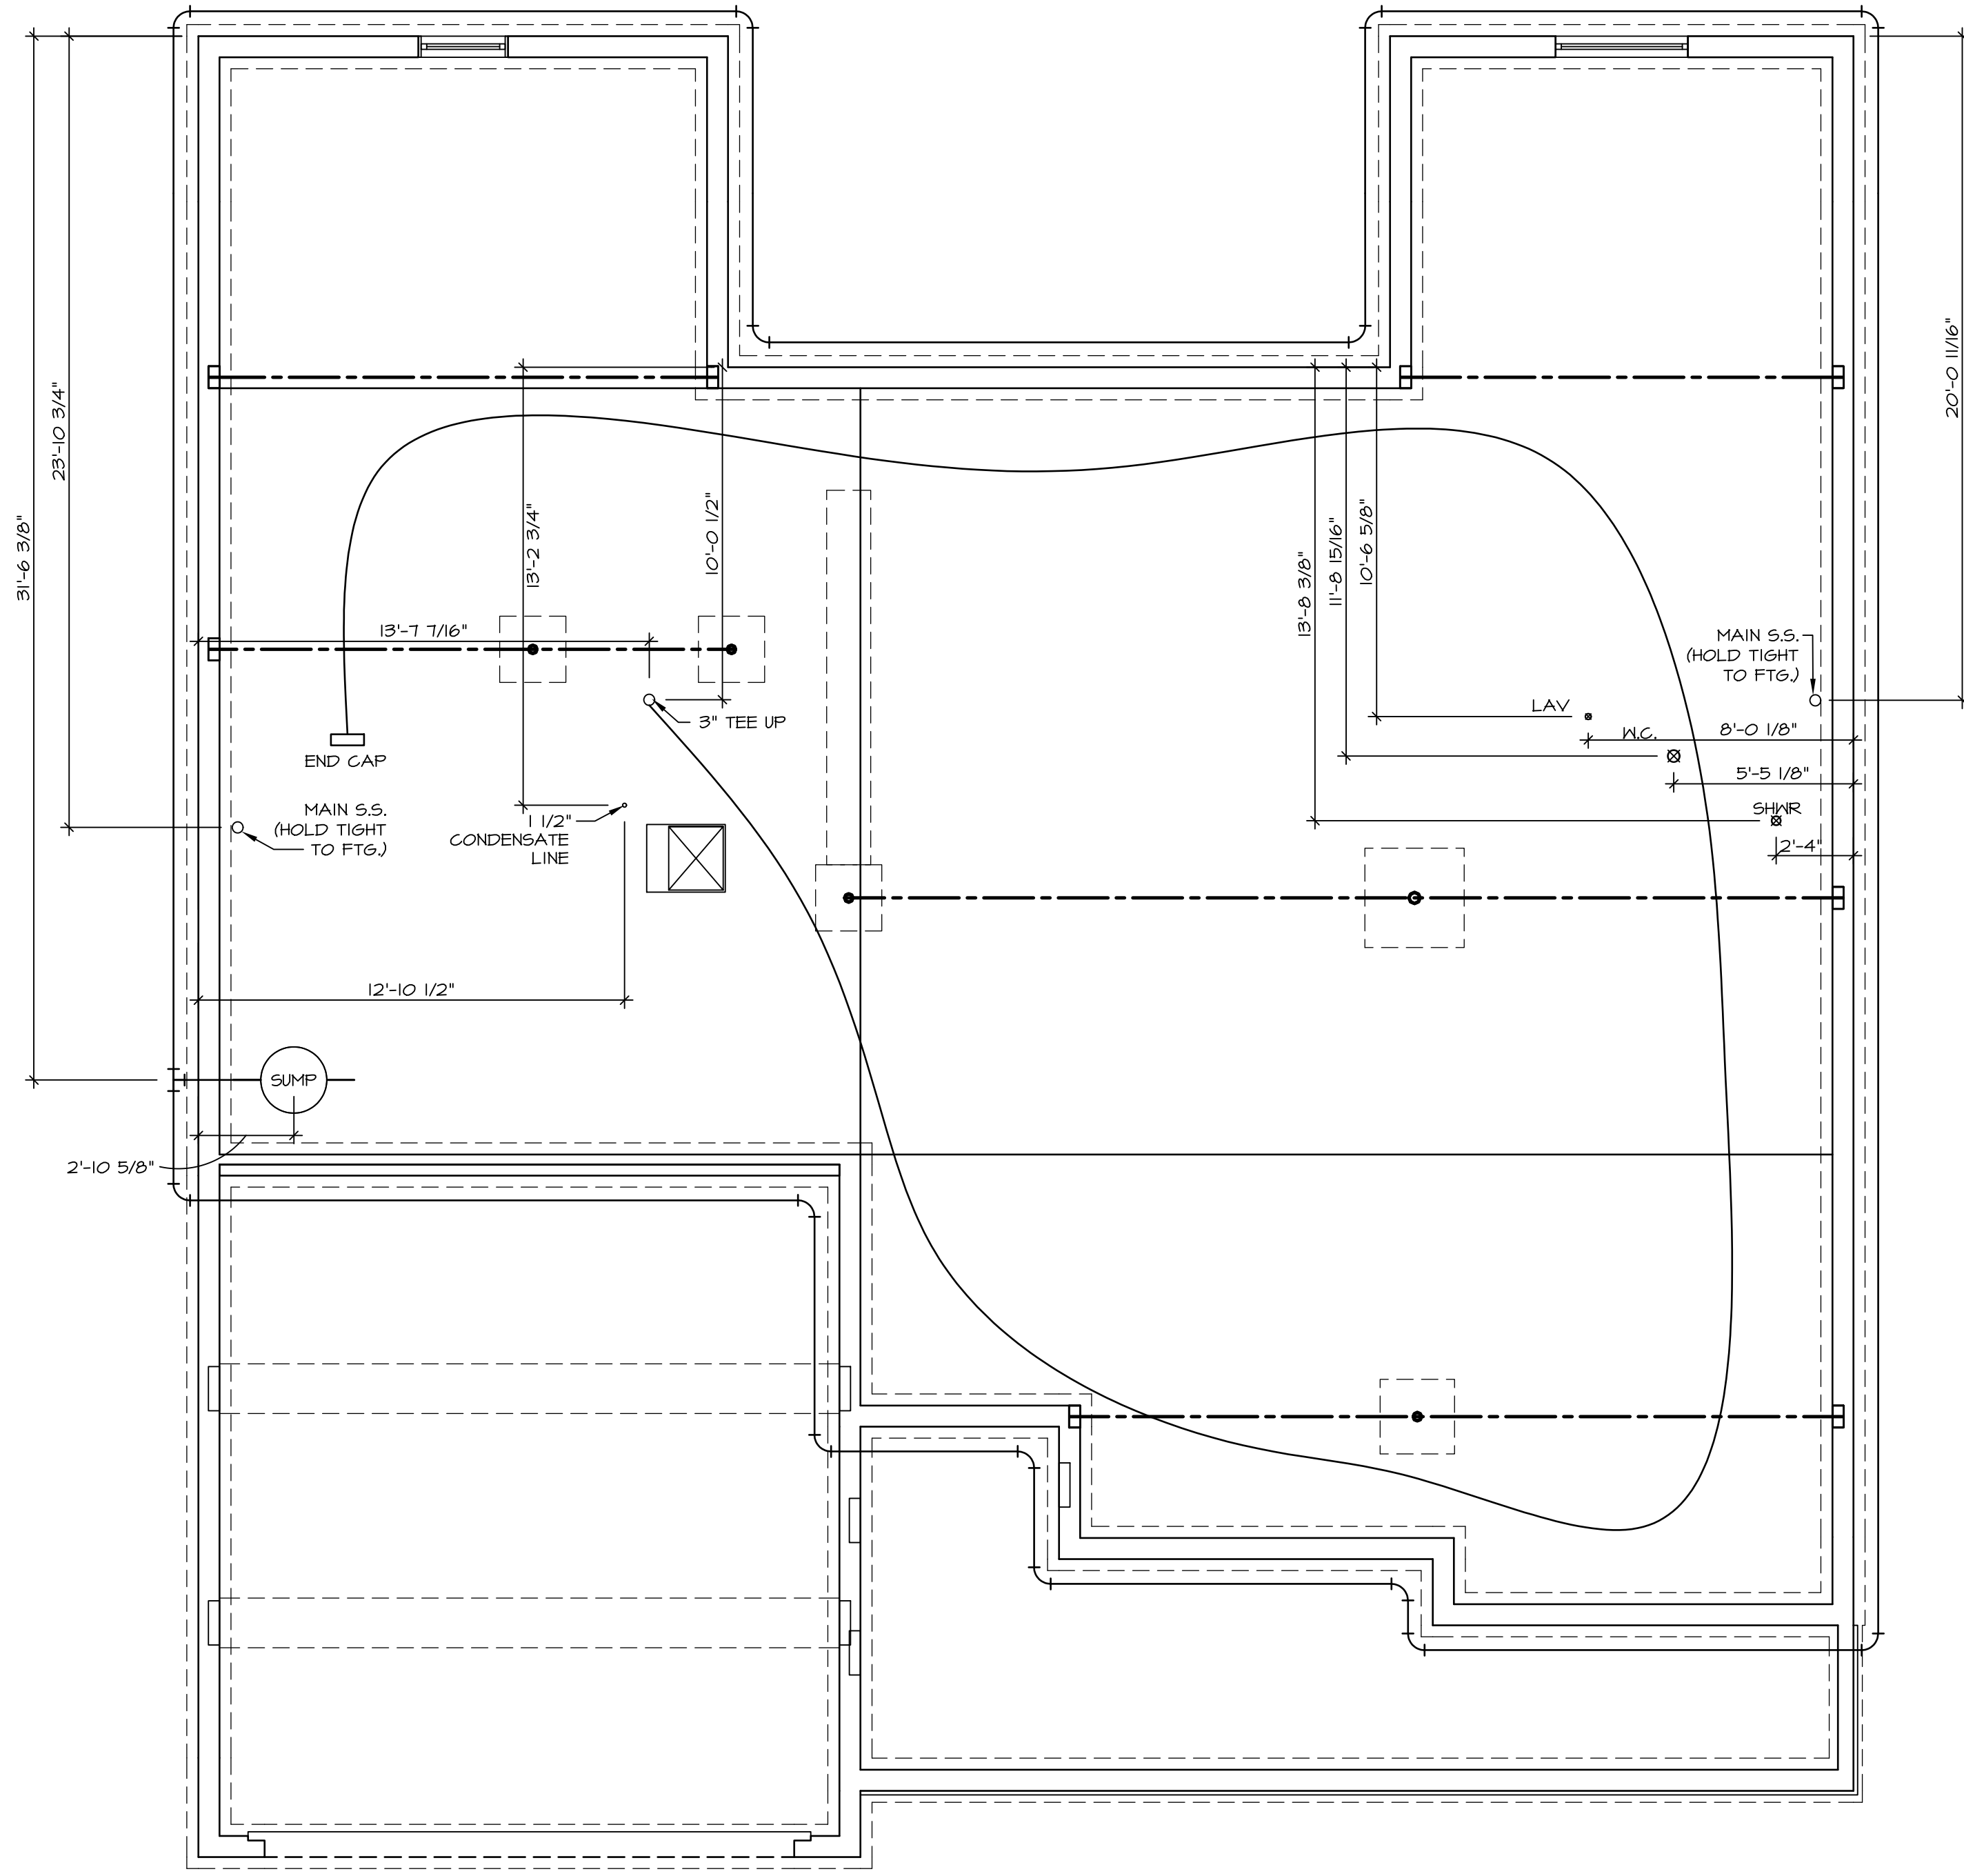 31'-6 3/8"
23'-10 3/4"
20'-0 11/16"
13'-2 3/4"
10'-0 1/2"
13'-8 3/8"
11'-8 15/16"
10'-6 5/8"
13'-7 7/16"
MAIN S.S.
(HOLD TIGHT
TO FTG.)
3" TEE UP
LAV
W.C.
8'-0 1/8"
END CAP
5'-5 1/8"
MAIN S.S.
(HOLD TIGHT
TO FTG.)
1 1/2"
CONDENSATE
LINE
SHWR
2'-4"
12'-10 1/2"
SUMP
2'-10 5/8"